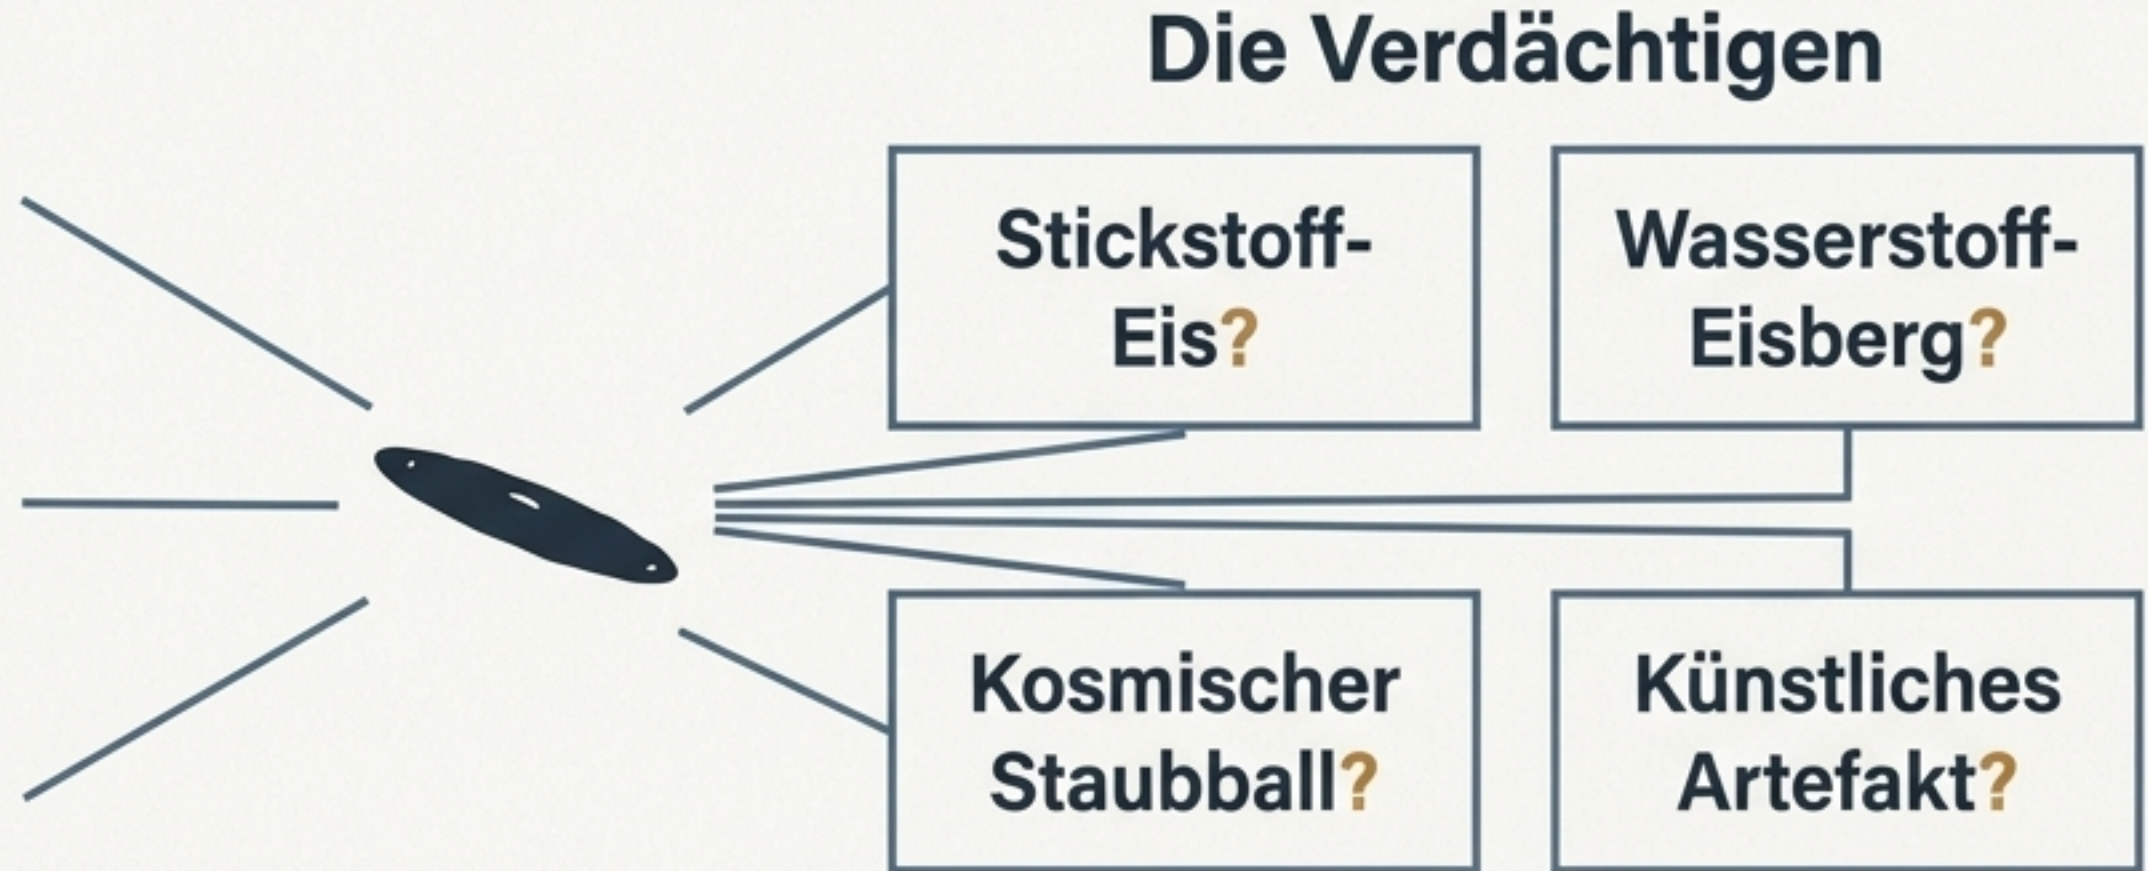 Die Verdächtigen
Stickstoff-
Eis?
Wasserstoff-
Eisberg?
Kosmischer
Staubball?
Künstliches
Artefakt?